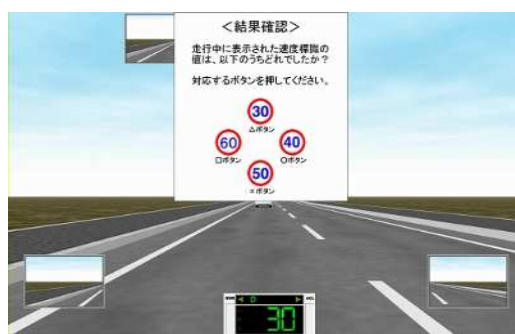 ＜結果確認＞
走行中に表示された速度標識の
値は、以下のうちどれでしたか？
対応するボタンを押してください。
30
△ボタン
60
□ボタン
40
○ボタン
50
×ボタン
D
30